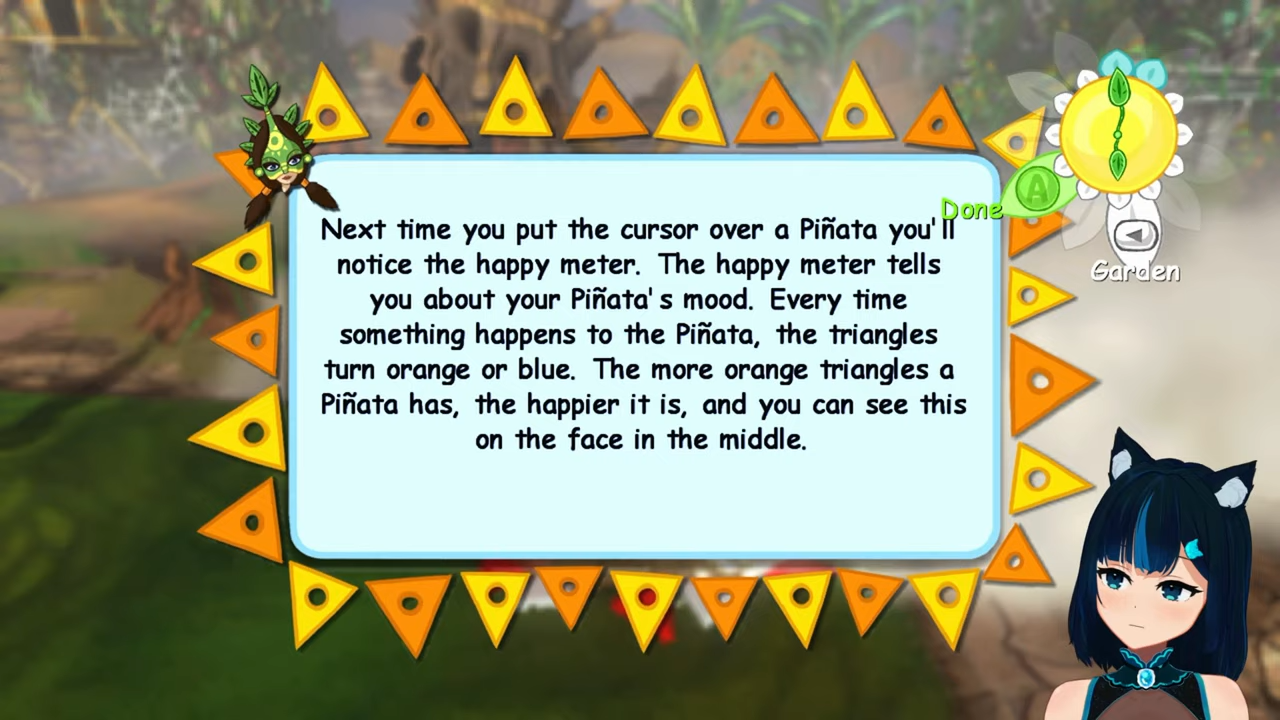 Next time you put the cursor over a Piñata you'll
notice the happy meter. The happy meter tells
you about your Piñata's mood. Every time
something happens to the Piñata, the triangles
turn orange or blue. The more orange triangles a
Piñata has, the happier it is, and you can see this
on the face in the middle.
Done
A
Garden